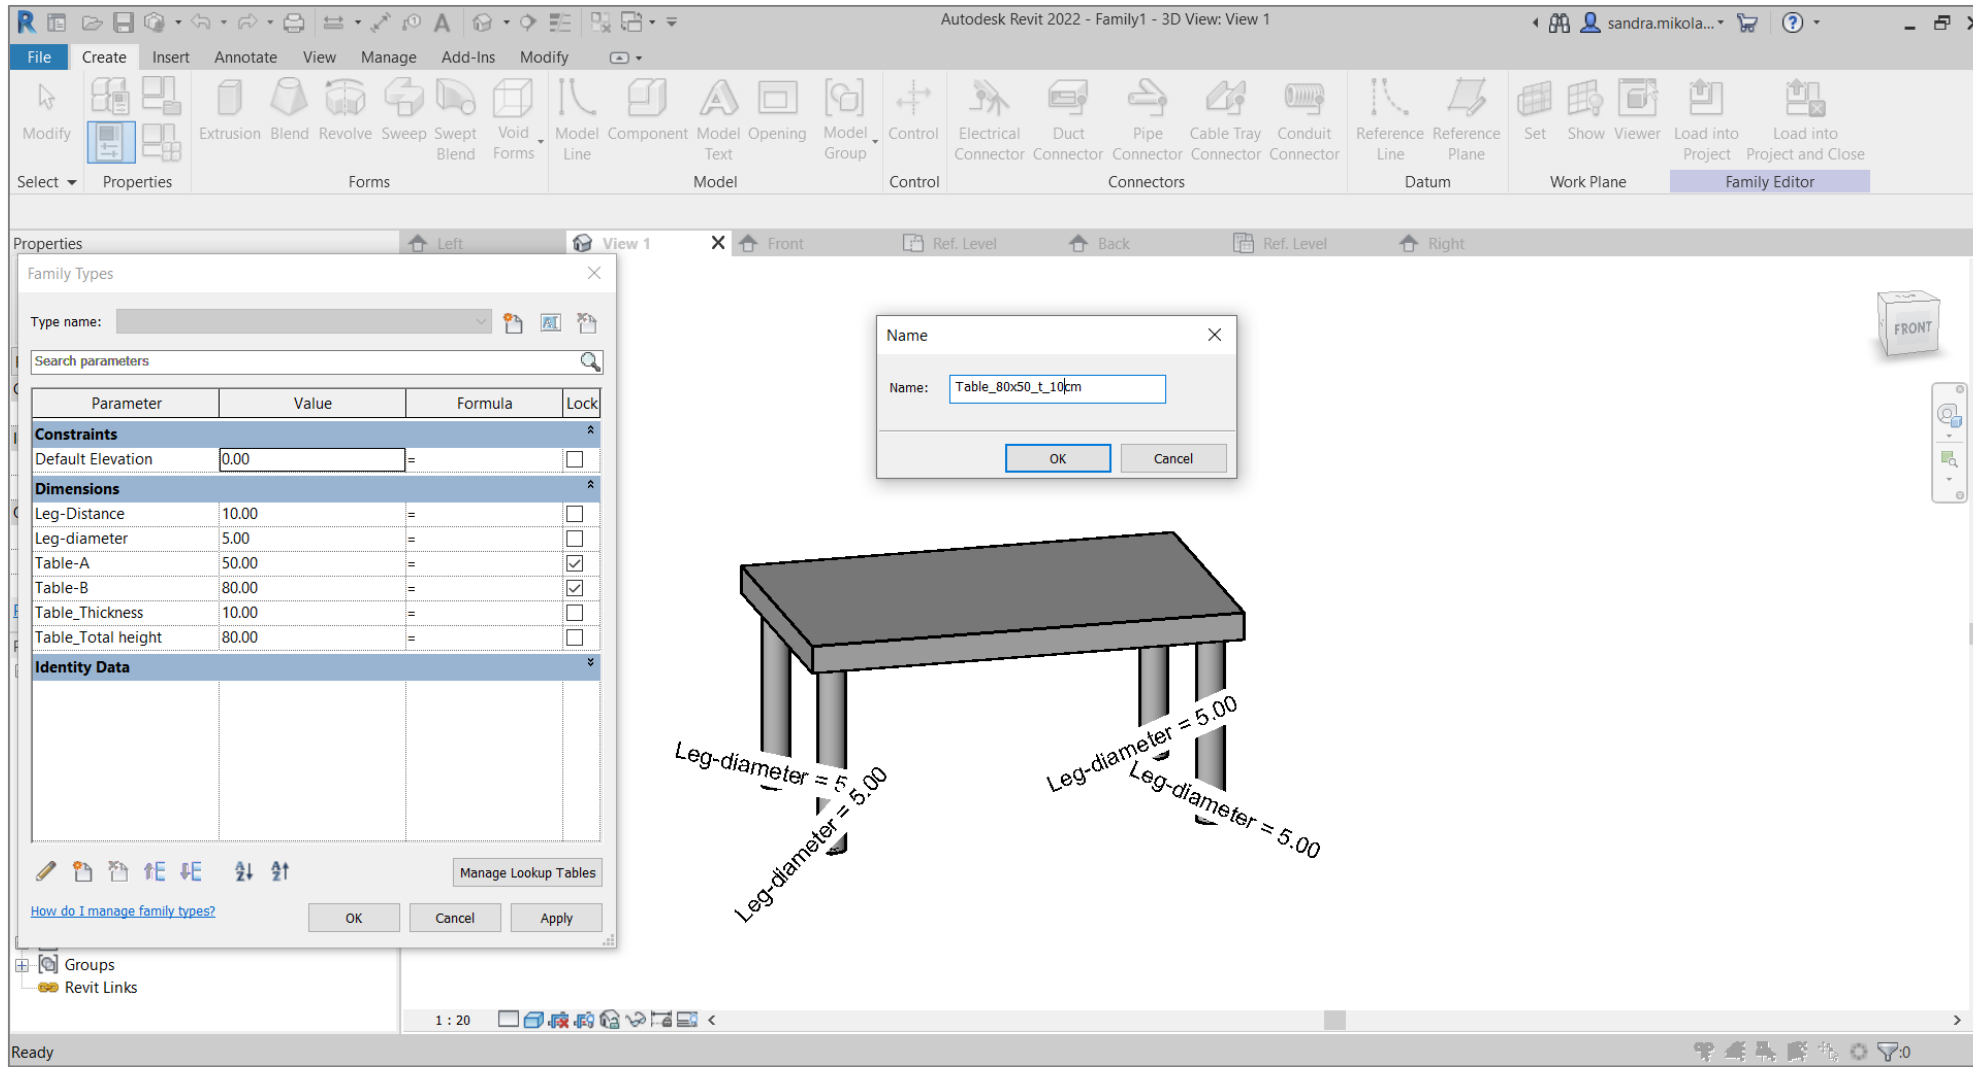 Autodesk Revit 2022 - Family1 - 3D View: View 1
sandra.mikola...
File Create Insert Annotate View Manage Add-Ins Modify
Modify
Extrusion Blend Revolve Sweep Swept Blend Void Forms
Model Line Component Model Text Opening Model Group
Control
Electrical Connector Duct Connector Pipe Connector Cable Tray Connector Conduit Connector
Reference Line Reference Plane
Set Show Viewer
Load into Project Load into Project and Close
Select Properties Forms Model Control Connectors Datum Work Plane Family Editor
Properties
Left View 1 Front Ref. Level Back Ref. Level Right
Family Types
Type name:
Search parameters
Parameter Value Formula Lock
Constraints
Default Elevation 0.00 =
Dimensions
Leg-Distance 10.00 =
Leg-diameter 5.00 =
Table-A 50.00 =
Table-B 80.00 =
Table_Thickness 10.00 =
Table_Total height 80.00 =
Identity Data
Manage Lookup Tables
How do I manage family types?
OK Cancel Apply
Groups
Revit Links
Name
Name: Table_80x50_t_10cm
OK Cancel
FRONT
Leg-diameter = 5.00
Leg-diameter = 5.00
Leg-diameter = 5
Leg-diameter = 5.00
1 : 20
Ready
:0